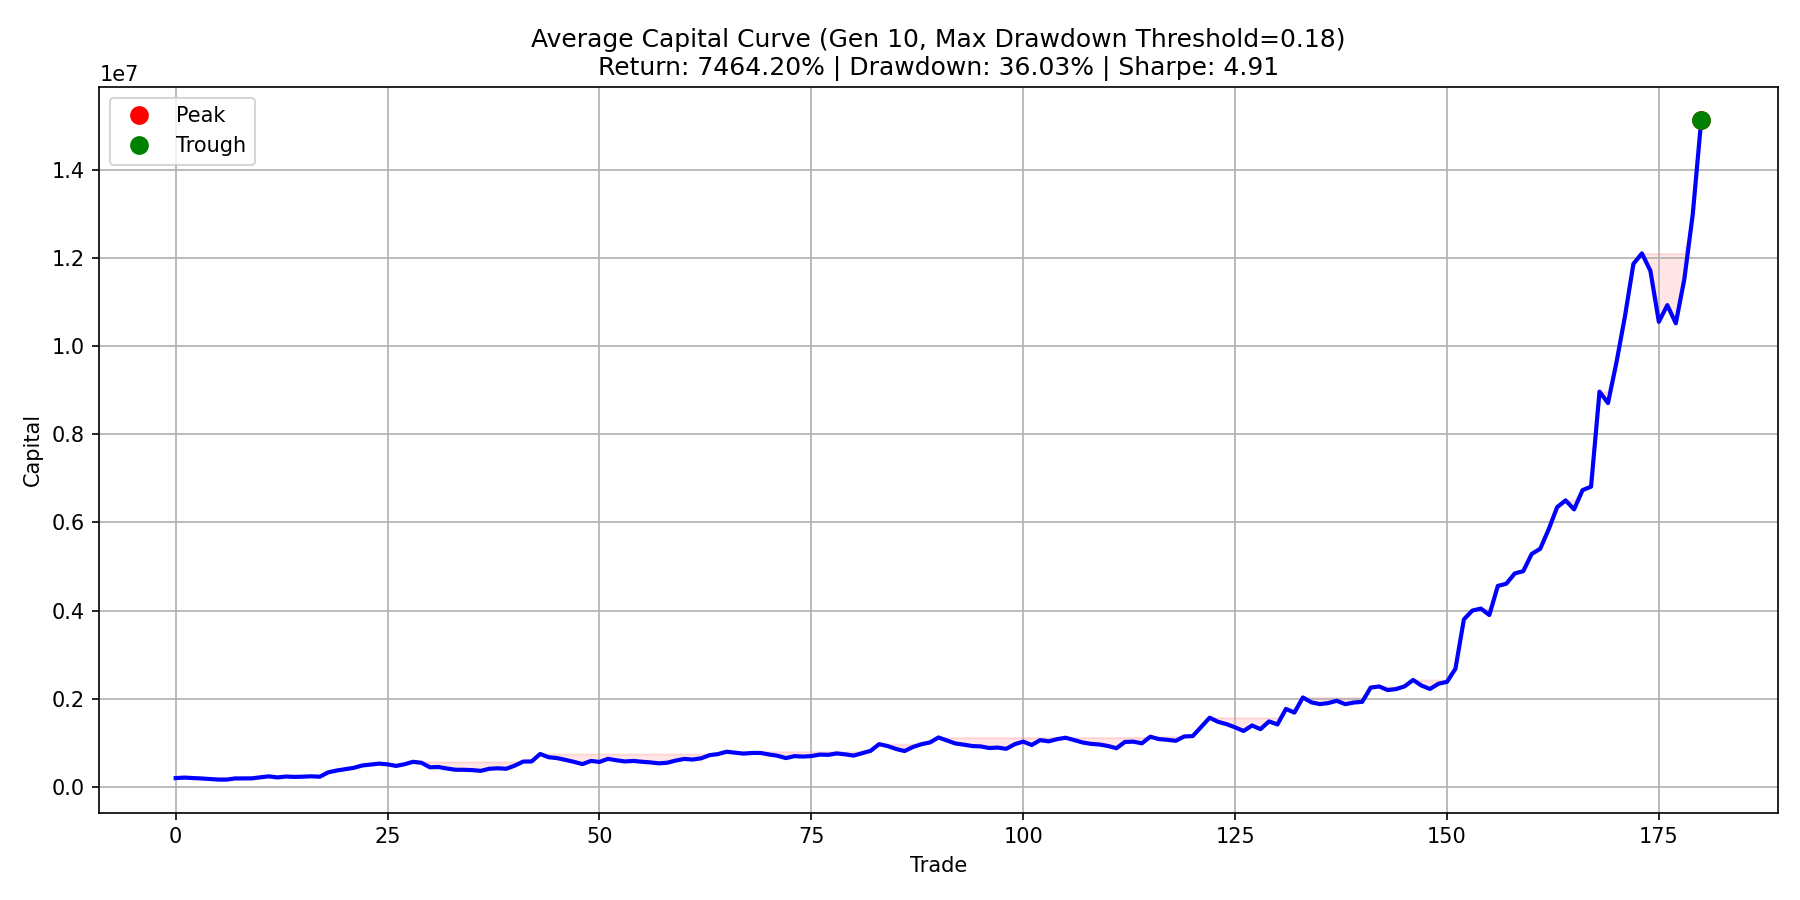 Average Capital Curve (Gen 10, Max Drawdown Threshold=0.18)
Return: 7464.20% | Drawdown: 36.03% | Sharpe: 4.91
1e7
Peak
Trough
1.4
1.2
1.0
0.8
0.6
0.4
0.2
0.0
Capital
0 25 50 75 100 125 150 175
Trade